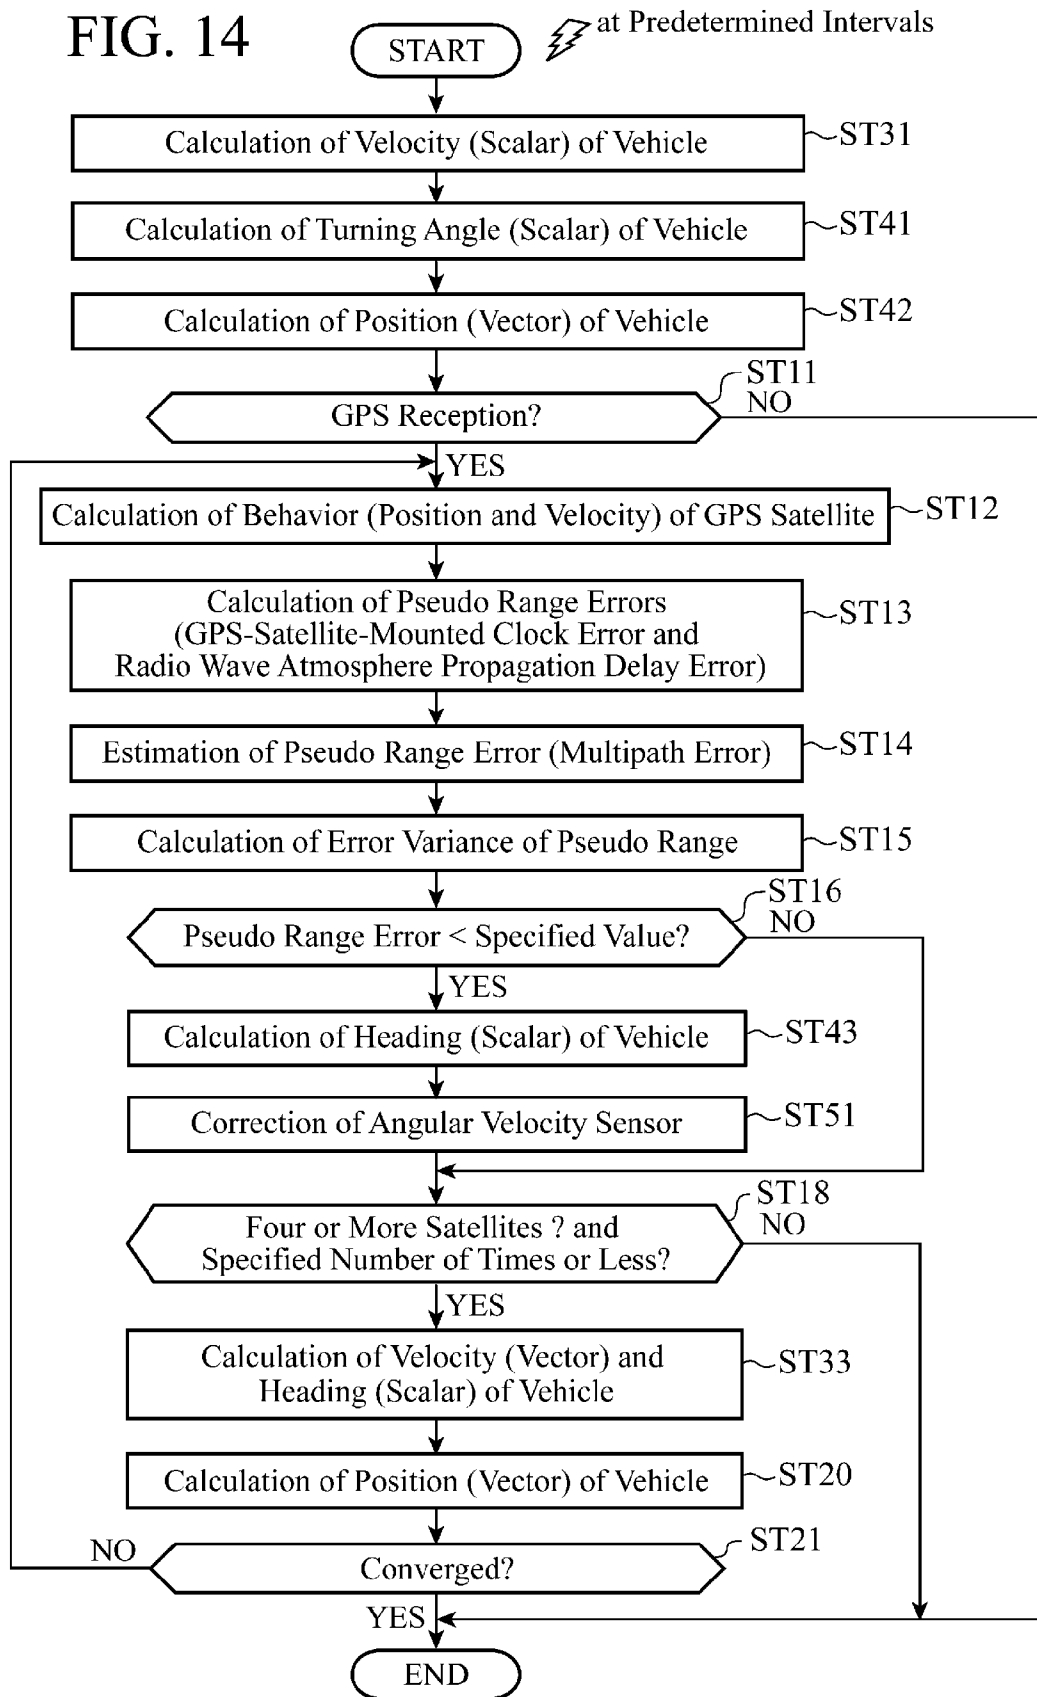 FIG. 14
at Predetermined Intervals
START
Calculation of Velocity (Scalar) of Vehicle
ST31
Calculation of Turning Angle (Scalar) of Vehicle
ST41
Calculation of Position (Vector) of Vehicle
ST42
ST11
GPS Reception?
NO
YES
Calculation of Behavior (Position and Velocity) of GPS Satellite
ST12
Calculation of Pseudo Range Errors
(GPS-Satellite-Mounted Clock Error and
Radio Wave Atmosphere Propagation Delay Error)
ST13
Estimation of Pseudo Range Error (Multipath Error)
ST14
Calculation of Error Variance of Pseudo Range
ST15
ST16
Pseudo Range Error < Specified Value?
NO
YES
Calculation of Heading (Scalar) of Vehicle
ST43
Correction of Angular Velocity Sensor
ST51
ST18
Four or More Satellites ? and
Specified Number of Times or Less?
NO
YES
Calculation of Velocity (Vector) and
Heading (Scalar) of Vehicle
ST33
Calculation of Position (Vector) of Vehicle
ST20
ST21
NO
Converged?
YES
END